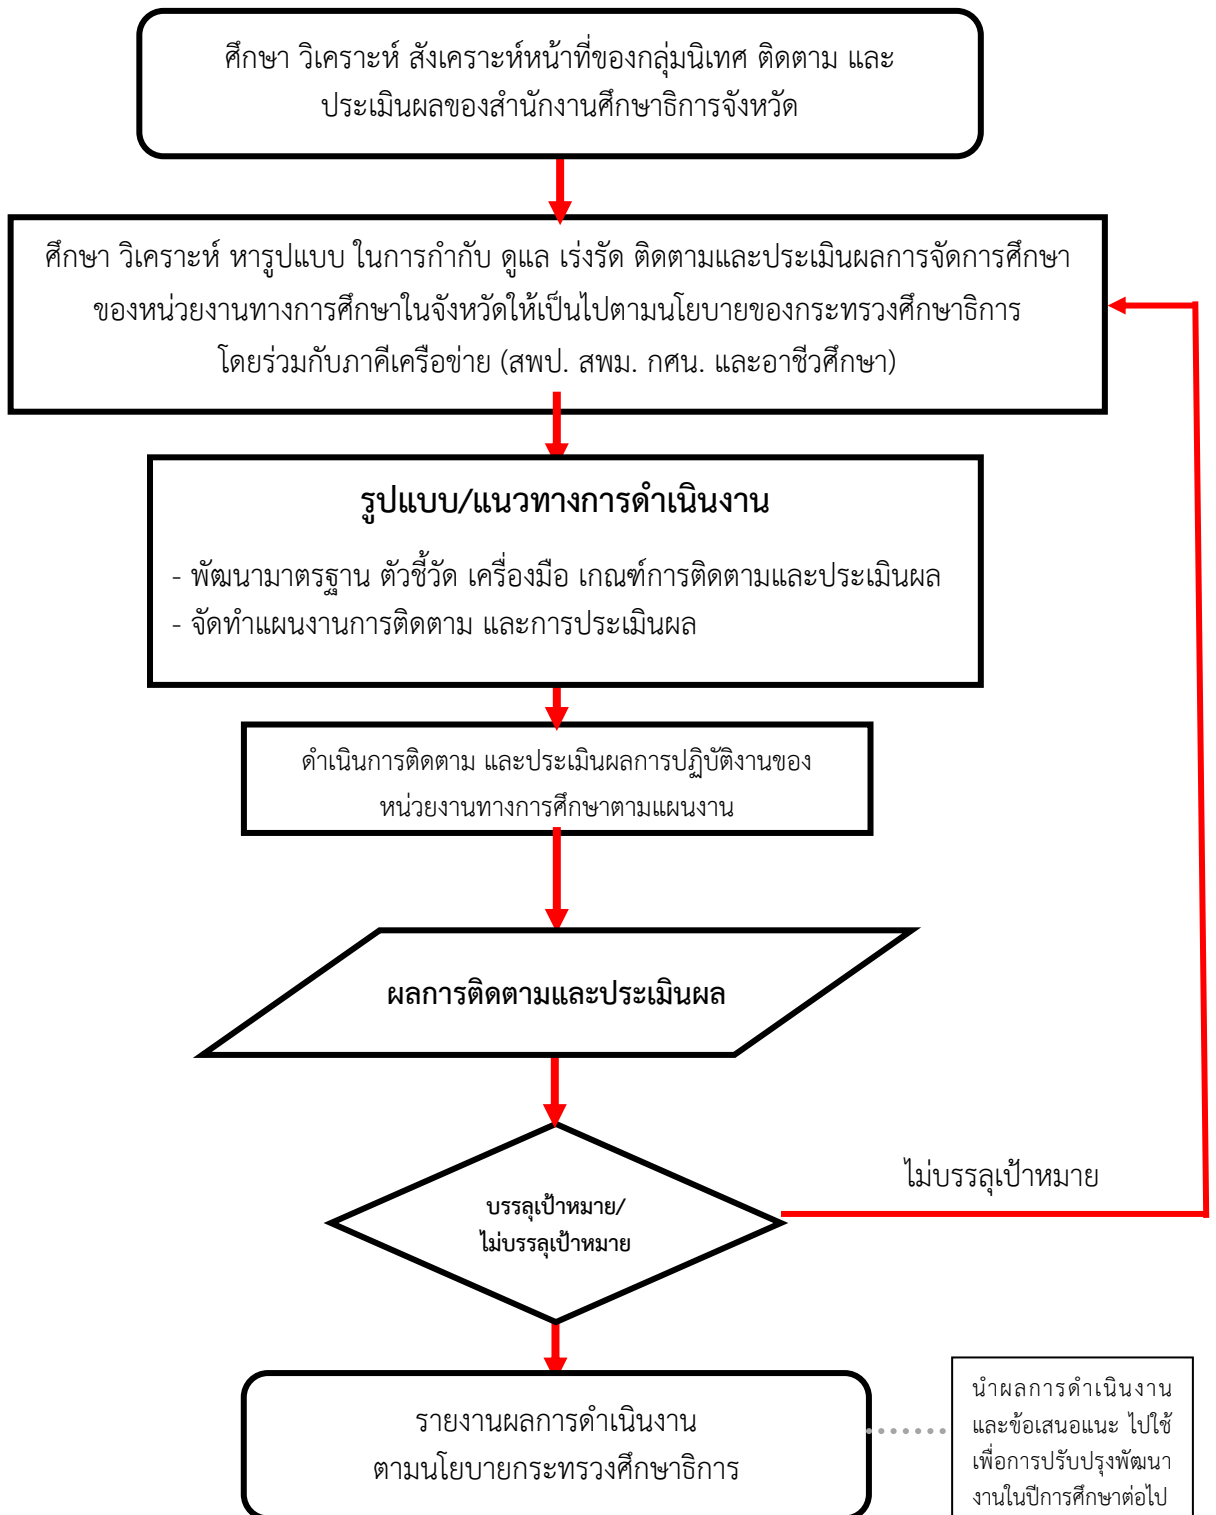 ศึกษา วิเคราะห์ สังเคราะห์หน้าที่ของกลุ่มนิเทศ ติดตาม และ
ประเมินผลของสำนักงานศึกษาธิการจังหวัด
ศึกษา วิเคราะห์ หารูปแบบ ในการกำกับ ดูแล เร่งรัด ติดตามและประเมินผลการจัดการศึกษา
ของหน่วยงานทางการศึกษาในจังหวัดให้เป็นไปตามนโยบายของกระทรวงศึกษาธิการ
โดยร่วมกับภาคีเครือข่าย (สพป. สพม. กศน. และอาชีวศึกษา)
รูปแบบ/แนวทางการดำเนินงาน
- พัฒนามาตรฐาน ตัวชี้วัด เครื่องมือ เกณฑ์การติดตามและประเมินผล
- จัดทำแผนงานการติดตาม และการประเมินผล
ดำเนินการติดตาม และประเมินผลการปฏิบัติงานของ
หน่วยงานทางการศึกษาตามแผนงาน
ผลการติดตามและประเมินผล
บรรลุเป้าหมาย/
ไม่บรรลุเป้าหมาย
ไม่บรรลุเป้าหมาย
รายงานผลการดำเนินงาน
ตามนโยบายกระทรวงศึกษาธิการ
นำผลการดำเนินงาน
และข้อเสนอแนะ ไปใช้
เพื่อการปรับปรุงพัฒนา
งานในปีการศึกษาต่อไป